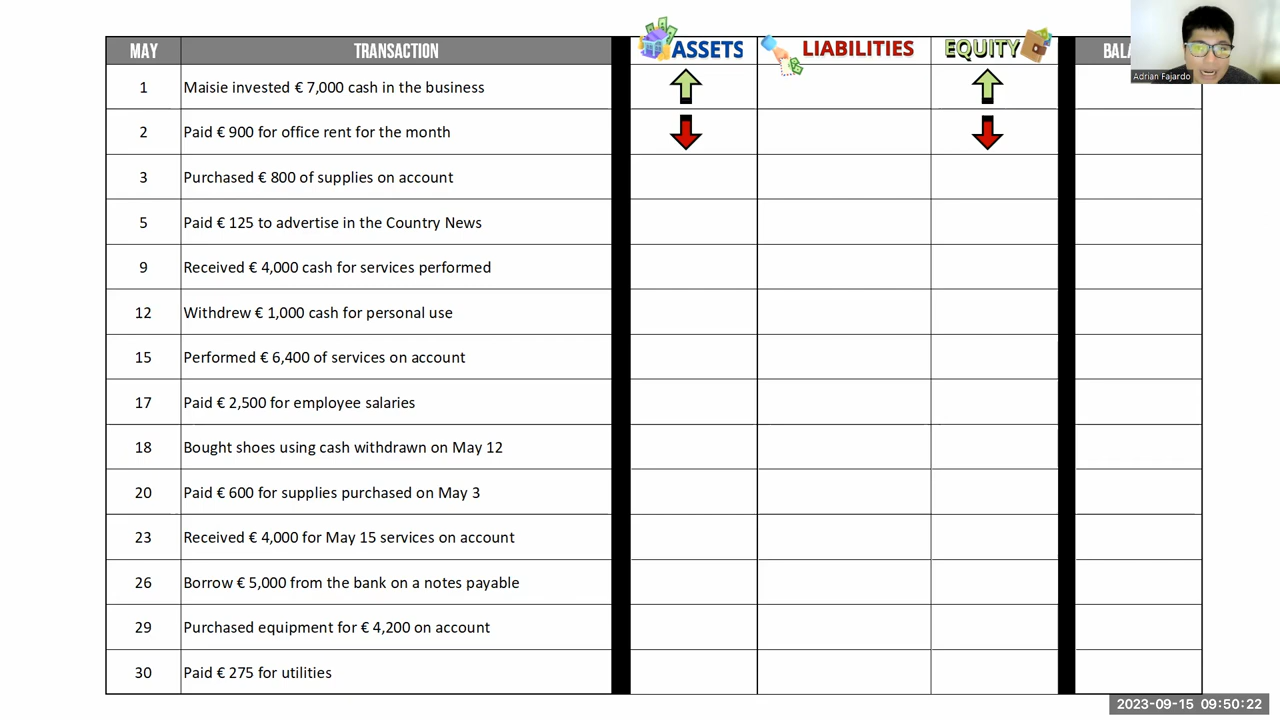 MAY TRANSACTION ASSETS LIABILITIES EQUITY
Adrian Fajardo
1 Maisie invested € 7,000 cash in the business
2 Paid € 900 for office rent for the month
3 Purchased € 800 of supplies on account
5 Paid € 125 to advertise in the Country News
9 Received € 4,000 cash for services performed
12 Withdrew € 1,000 cash for personal use
15 Performed € 6,400 of services on account
17 Paid € 2,500 for employee salaries
18 Bought shoes using cash withdrawn on May 12
20 Paid € 600 for supplies purchased on May 3
23 Received € 4,000 for May 15 services on account
26 Borrow € 5,000 from the bank on a notes payable
29 Purchased equipment for € 4,200 on account
30 Paid € 275 for utilities
2023-09-15 09:50:22